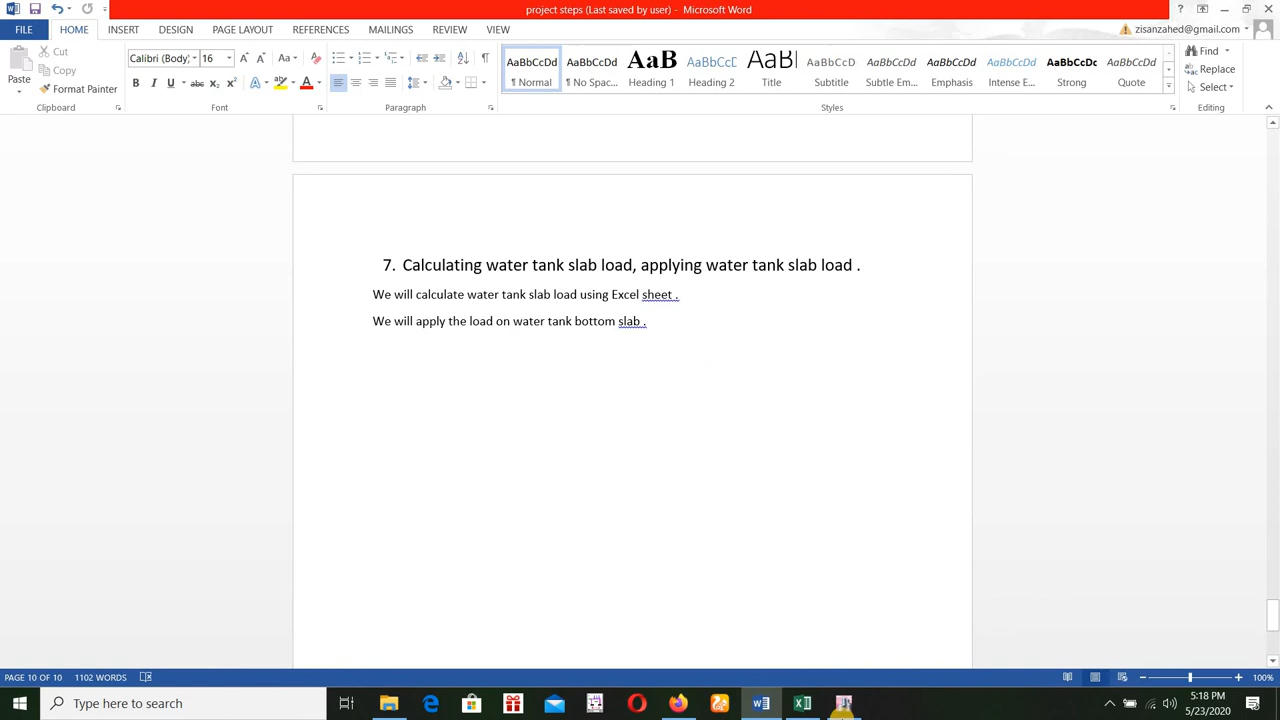 project steps (Last saved by user) - Microsoft Word
FILE HOME INSERT DESIGN PAGE LAYOUT REFERENCES MAILINGS REVIEW VIEW zisanzahed@gmail.com
Paste Cut Copy Format Painter
Clipboard
Calibri (Body) 16
Font
Paragraph
AaBbCcDd AaBbCcDd AaB AaBbCcD AaB AaBbCcD AaBbCcDd AaBbCcDd AaBbCcDd AaBbCcDc AaBbCcDd
¶ Normal ¶ No Spac... Heading 1 Heading 2 Title Subtitle Subtle Em... Emphasis Intense E... Strong Quote
Styles
Find Replace Select
Editing
7. Calculating water tank slab load, applying water tank slab load .
We will calculate water tank slab load using Excel sheet .
We will apply the load on water tank bottom slab .
PAGE 10 OF 10 1102 WORDS 100%
Type here to search
5:18 PM
5/23/2020